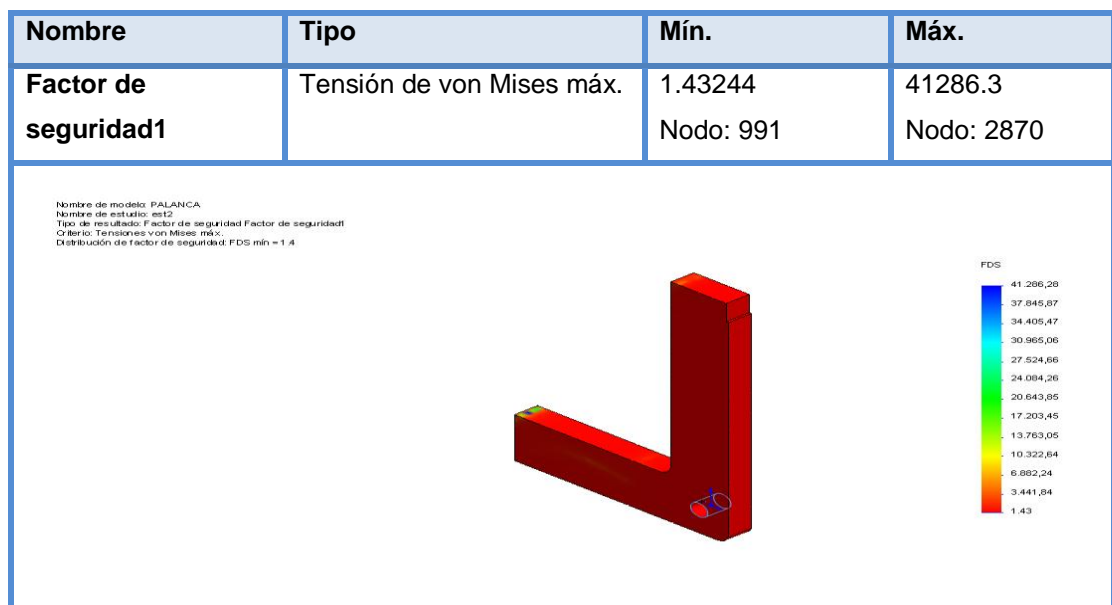 Nombre Tipo Mín. Máx.
Factor de Tensión de von Mises máx. 1.43244 41286.3
seguridad1 Nodo: 991 Nodo: 2870
Nombre de modelo: PALANCA
Nombre de estudio: est2
Tipo de resultado: Factor de seguridad Factor de seguridad1
Criterio: Tensiones von Mises máx.
Distribución de factor de seguridad: FDS mín = 1.4
FDS
41.286,28
37.845,87
34.405,47
30.965,06
27.524,66
24.084,26
20.643,85
17.203,45
13.763,05
10.322,64
6.882,24
3.441,84
1.43